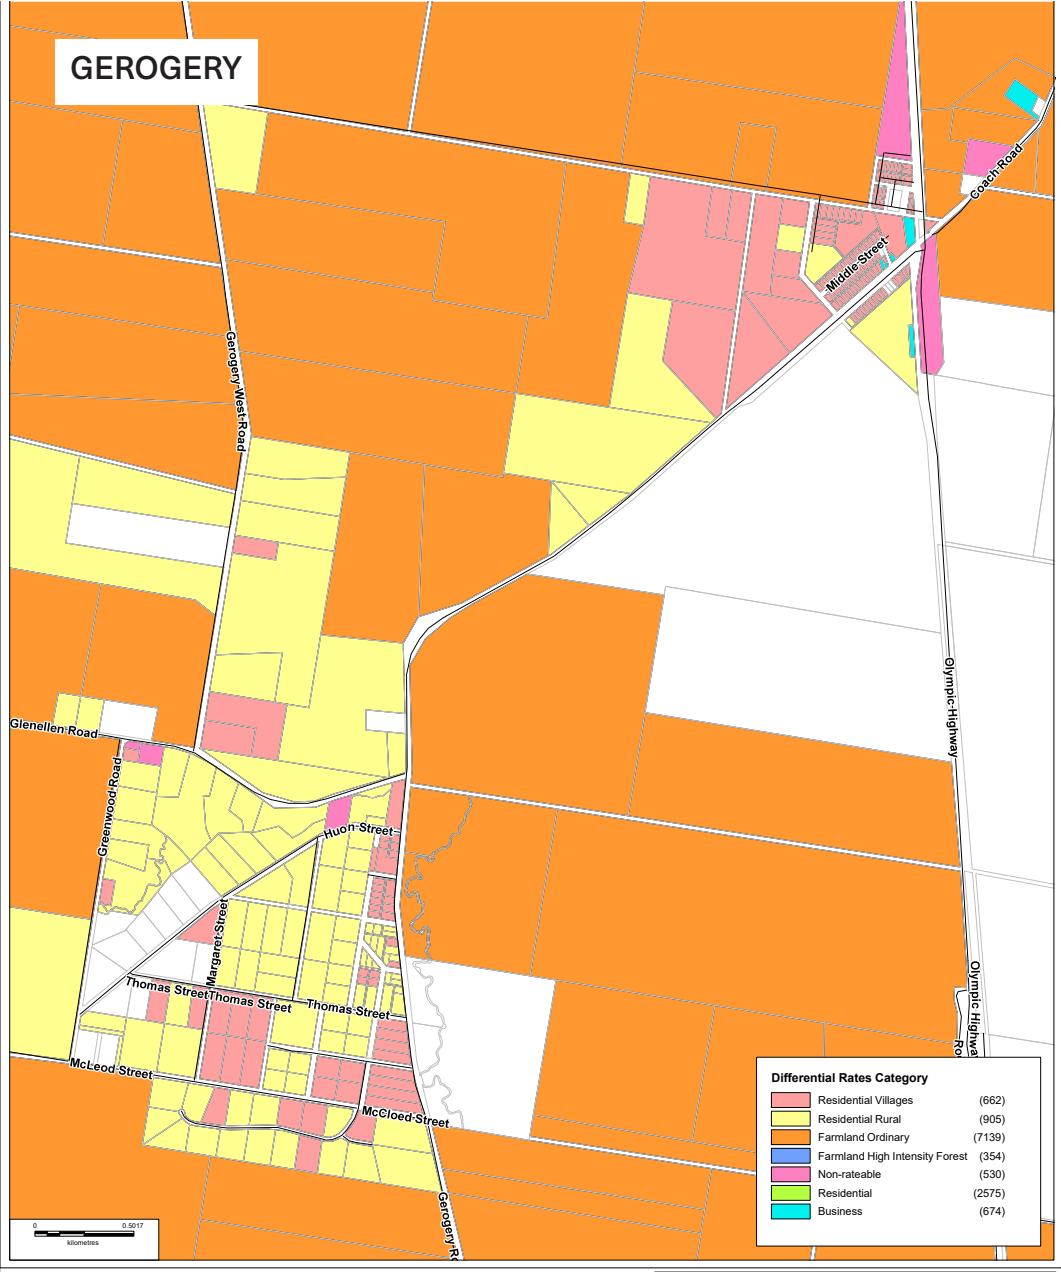 GEROGERY
Coach Road
Middle Street
Gerogery West Road
Olympic Highway
Glenellen Road
Greenwood Road
Huon Street
Margaret Street
Thomas Street Thomas Street
Thomas Street
Olympic Highwa
Ro
McLeod Street
McCloed Street
Gerogery R
Differential Rates Category
Residential Villages (662)
Residential Rural (905)
Farmland Ordinary (7139)
Farmland High Intensity Forest (354)
Non-rateable (530)
Residential (2575)
Business (674)
0 0.5017
kilometres